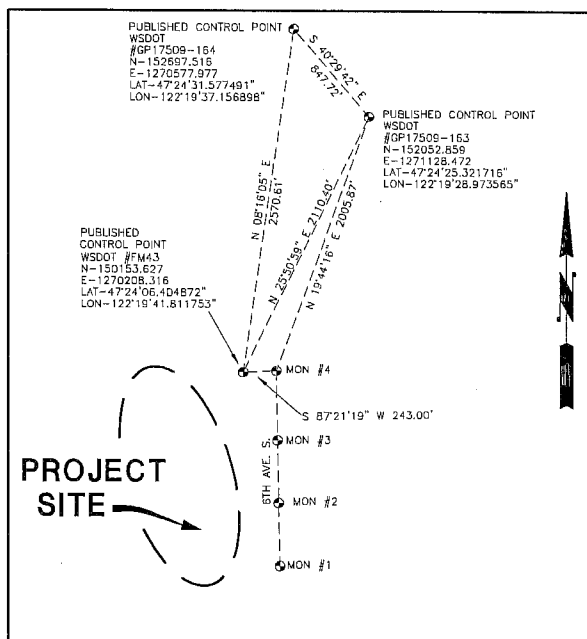 PUBLISHED CONTROL POINT
WSDOT
#GP17509-164
N-152697.516
E-1270577.977
LAT-47°24'31.577491"
LON-122°19'37.156898"
S 40°29'42" E
847.72'
PUBLISHED CONTROL POINT
WSDOT
#GP17509-163
N-152052.859
E-1271128.472
LAT-47°24'25.321716"
LON-122°19'28.973565"
N 08°16'05" E
2570.61'
N 25°50'59" E 2110.40'
N 19°44'16" E 2005.87'
PUBLISHED
CONTROL POINT
WSDOT #FM43
N-150153.627
E-1270208.316
LAT-47°24'06.404872"
LON-122°19'41.811753"
MON #4
S 87°21'19" W 243.00'
MON #3
6TH AVE. S.
PROJECT
SITE
MON #2
MON #1
N